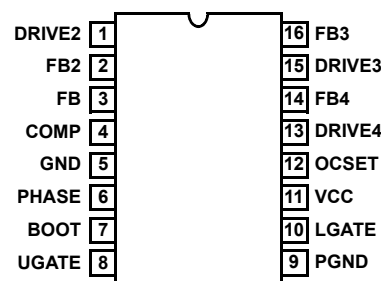 DRIVE2 1 16 FB3
FB2 2 15 DRIVE3
FB 3 14 FB4
COMP 4 13 DRIVE4
GND 5 12 OCSET
PHASE 6 11 VCC
BOOT 7 10 LGATE
UGATE 8 9 PGND